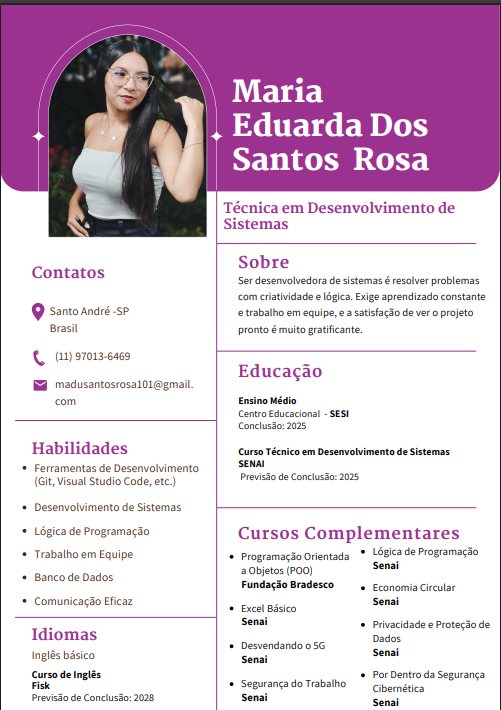 Maria
Eduarda Dos
Santos Rosa
Técnica em Desenvolvimento de
Sistemas
Contatos
Santo André -SP
Brasil
(11) 97013-6469
madusantosrosa101@gmail.
com
Habilidades
Ferramentas de Desenvolvimento
(Git, Visual Studio Code, etc.)
Desenvolvimento de Sistemas
Lógica de Programação
Trabalho em Equipe
Banco de Dados
Comunicação Eficaz
Idiomas
Inglês básico
Curso de Inglês
Fisk
Previsão de Conclusão: 2028
Sobre
Ser desenvolvedora de sistemas é resolver problemas
com criatividade e lógica. Exige aprendizado constante
e trabalho em equipe, e a satisfação de ver o projeto
pronto é muito gratificante.
Educação
Ensino Médio
Centro Educacional - SESI
Conclusão: 2025
Curso Técnico em Desenvolvimento de Sistemas
SENAI
Previsão de Conclusão: 2025
Cursos Complementares
Programação Orientada
a Objetos (POO)
Fundação Bradesco
Excel Básico
Senai
Desvendando o 5G
Senai
Segurança do Trabalho
Senai
Lógica de Programação
Senai
Economia Circular
Senai
Privacidade e Proteção de
Dados
Senai
Por Dentro da Segurança
Cibernética
Senai